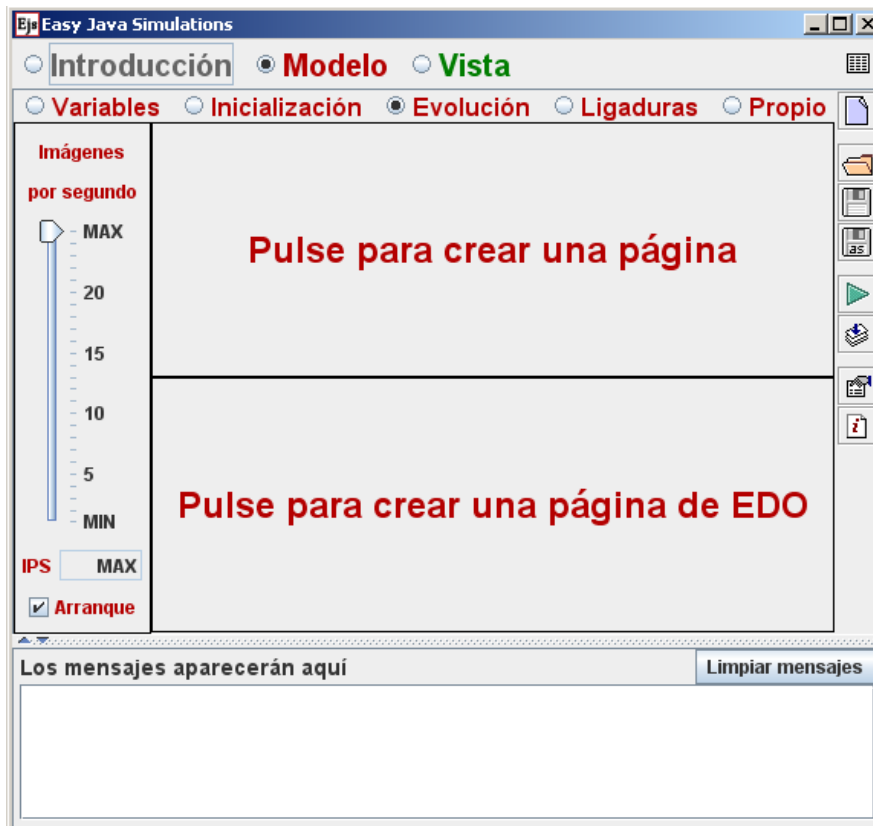 Ejs Easy Java Simulations
Introducción Modelo Vista
Variables Inicialización Evolución Ligaduras Propio
Imágenes
por segundo
MAX
20
15
10
5
MIN
IPS MAX
Arranque
Pulse para crear una página
Pulse para crear una página de EDO
as
i
Los mensajes aparecerán aquí Limpiar mensajes